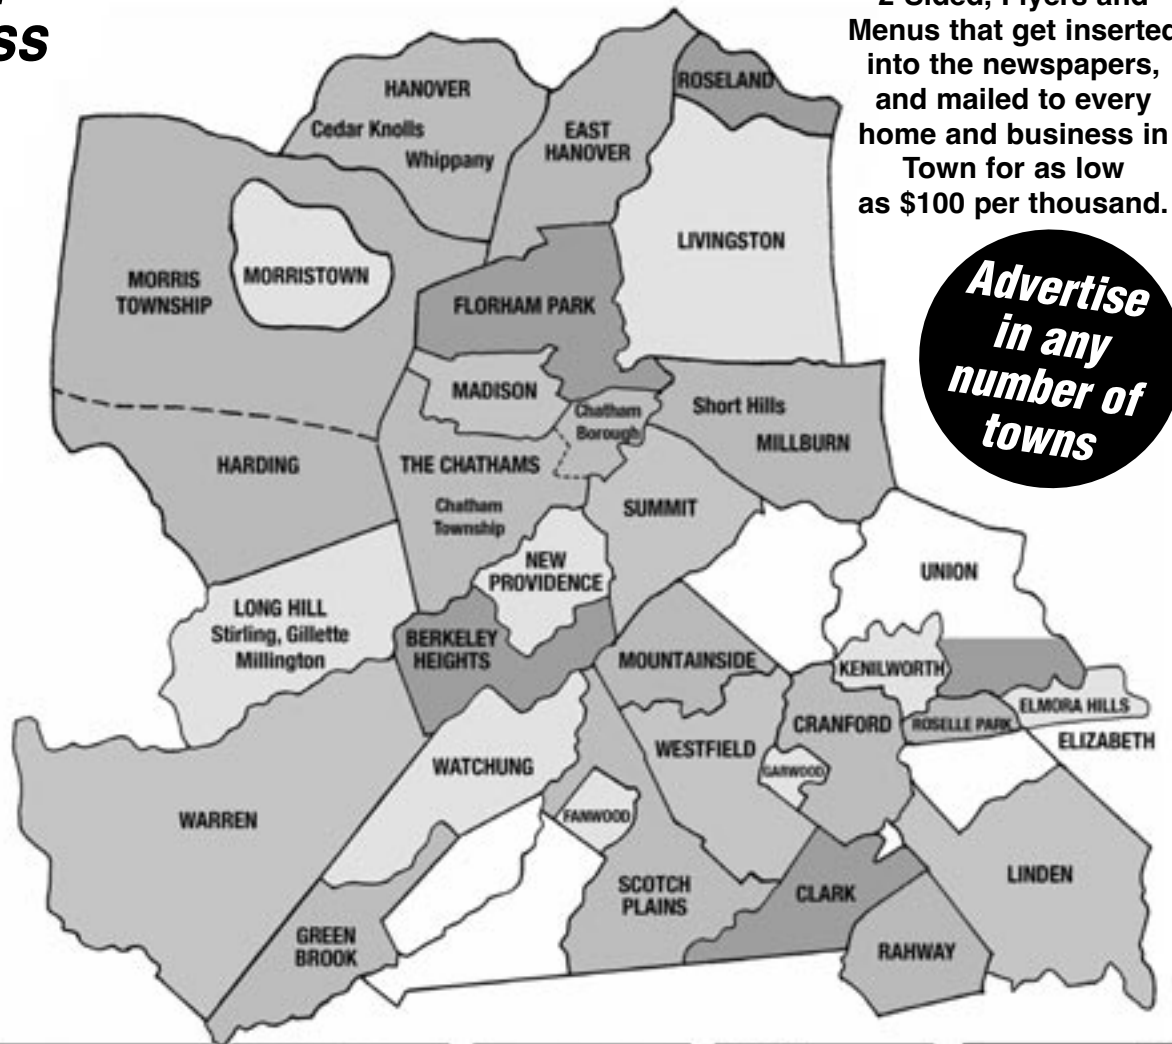 ss
2-Sided, Flyers and
Menus that get inserted
into the newspapers,
and mailed to every
home and business in
Town for as low
as $100 per thousand.
Advertise
in any
number of
towns
HANOVER
Cedar Knolls
Whippany
EAST
HANOVER
ROSELAND
LIVINGSTON
MORRIS
TOWNSHIP
MORRISTOWN
FLORHAM PARK
MADISON
Chatham
Borough
Short Hills
MILLBURN
HARDING
THE CHATHAMS
Chatham
Township
SUMMIT
NEW
PROVIDENCE
UNION
LONG HILL
Stirling, Gillette
Millington
BERKELEY
HEIGHTS
MOUNTAINSIDE
KENILWORTH
ELMORA HILLS
ROSELLE PARK
ELIZABETH
CRANFORD
WESTFIELD
GARWOOD
WATCHUNG
WARREN
FANWOOD
SCOTCH
PLAINS
CLARK
LINDEN
GREEN
BROOK
RAHWAY